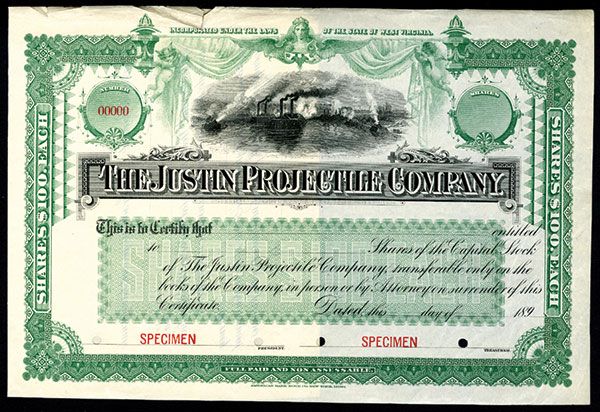 INCORPORATED UNDER THE LAWS OF THE STATE OF WEST VIRGINIA.
NUMBER
00000
SHARES
THE JUSTIN PROJECTILE COMPANY,
SHARES $100. EACH
SHARES $100. EACH
This is to Certify that entitled
to Shares of the Capital Stock
of The Justin Projectile Company, transferable only on the
books of the Company, in person or by Attorney on surrender of this
Certificate. Dated this day of 189
SPECIMEN SPECIMEN
PRESIDENT. TREASURER.
FULL PAID AND NON ASSESSABLE.